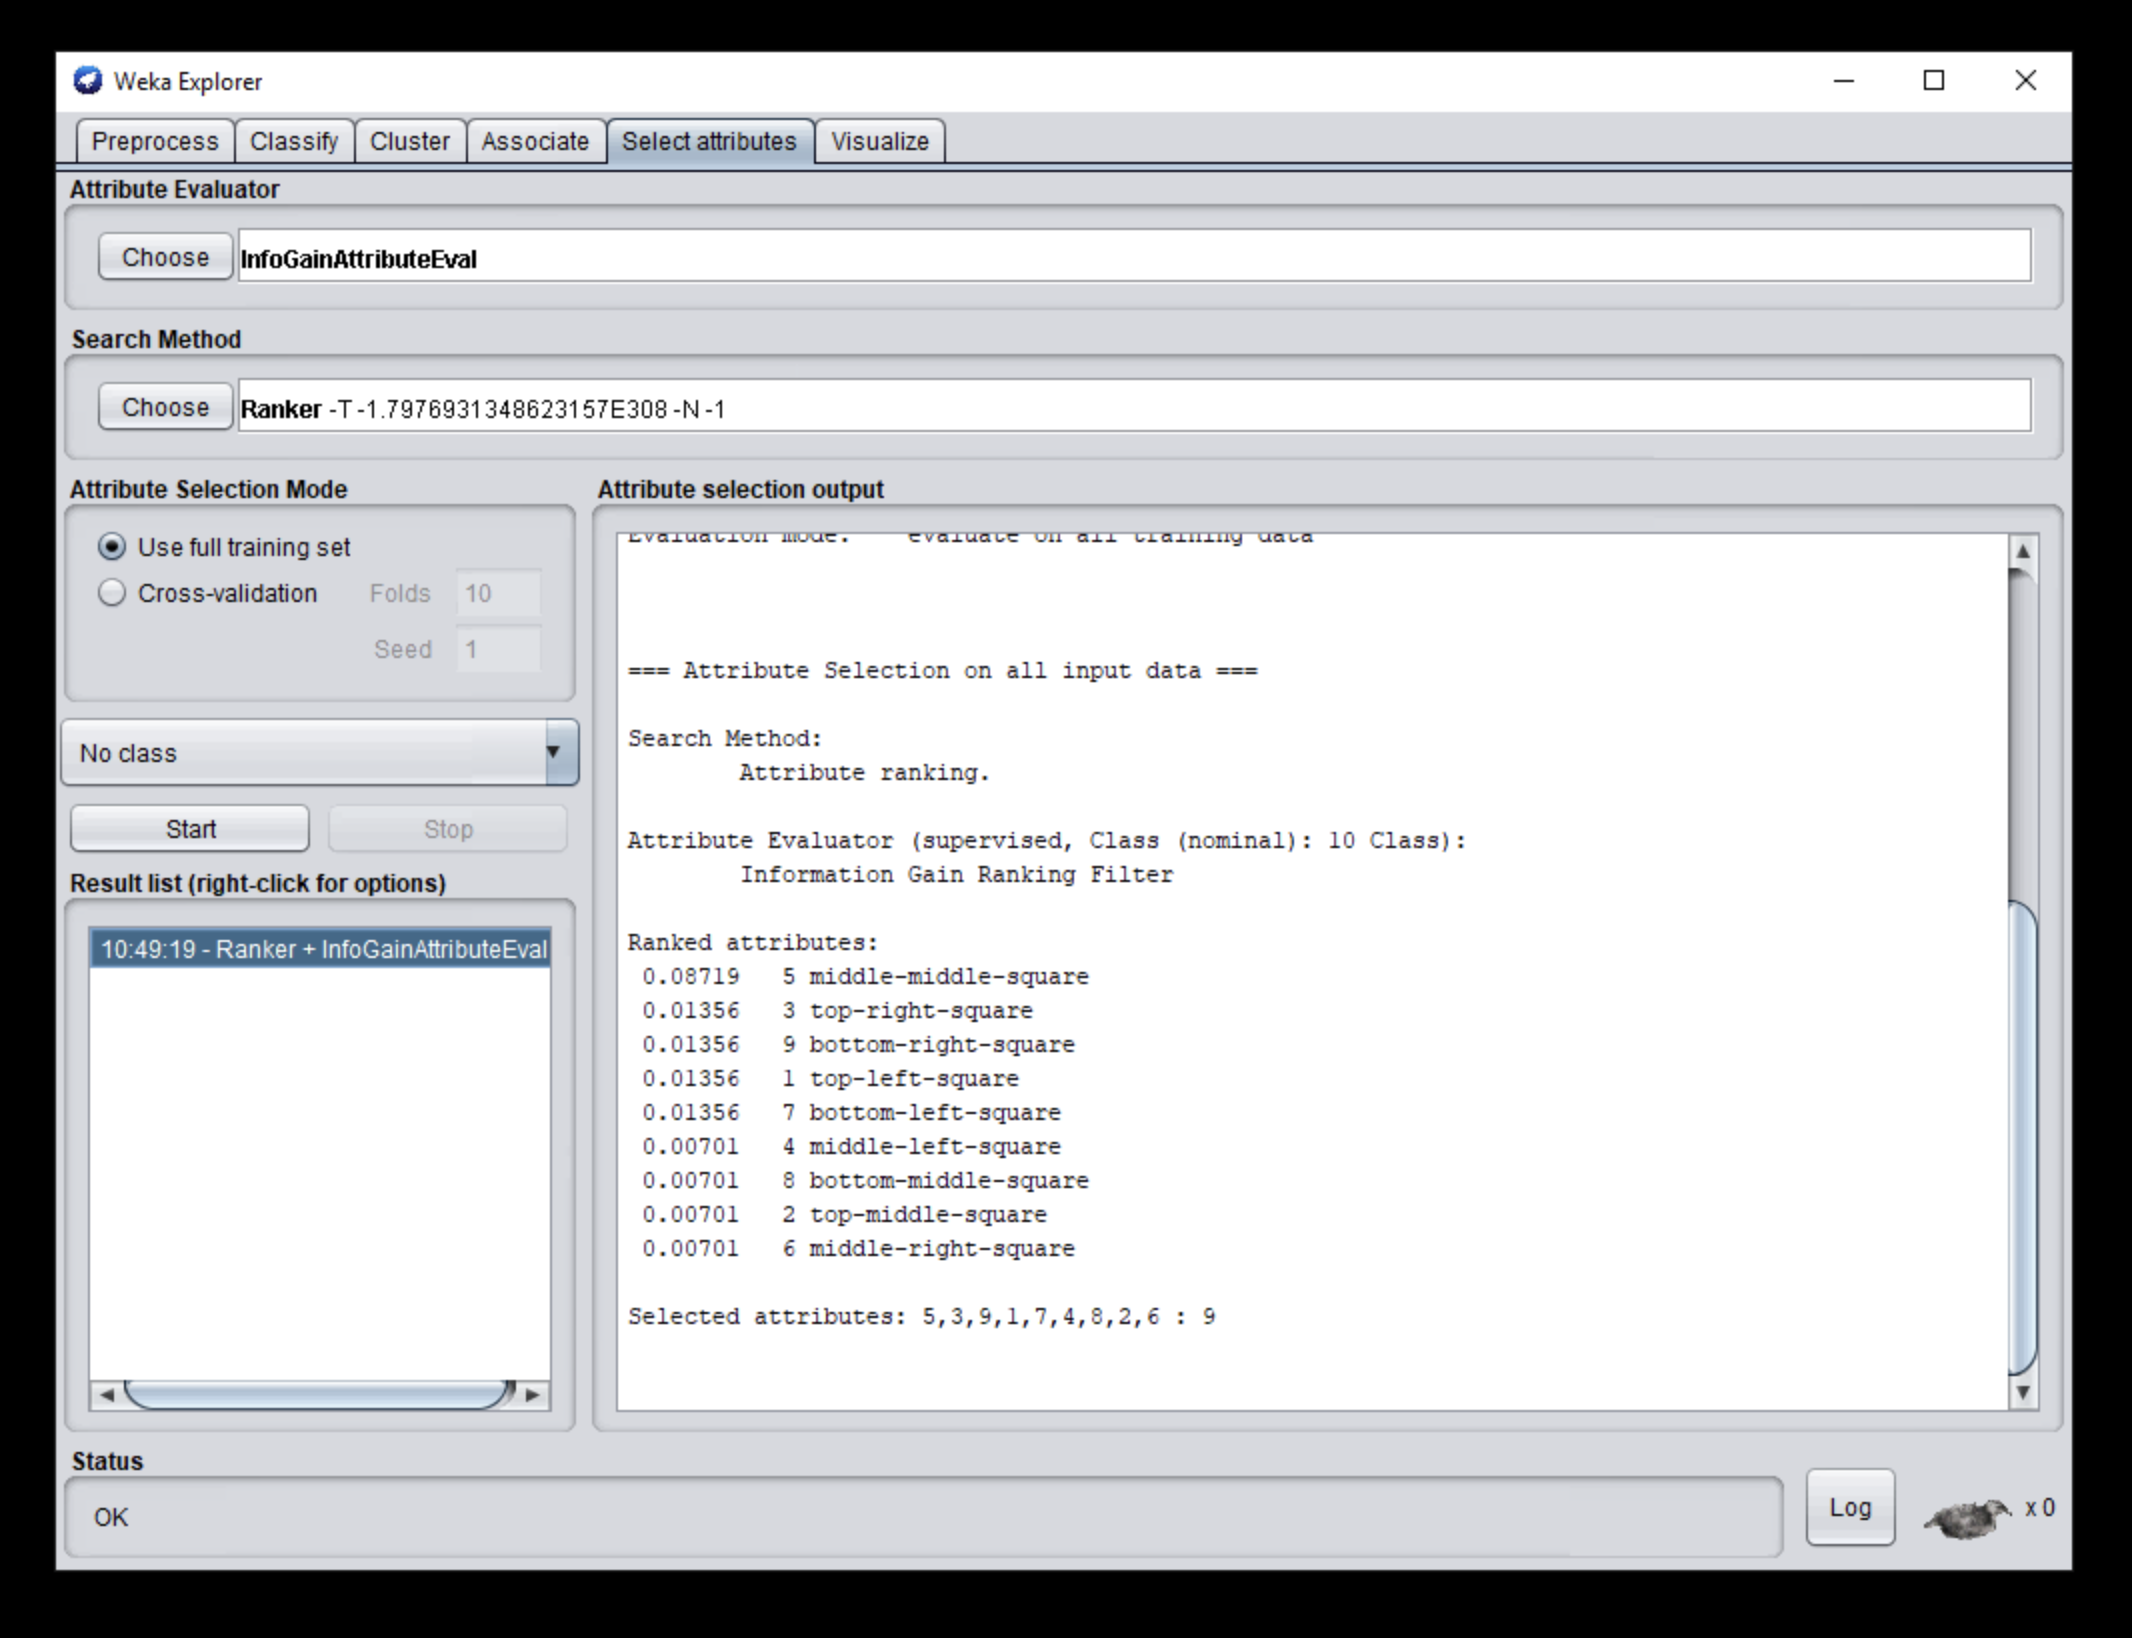 Weka Explorer
Preprocess Classify Cluster Associate Select attributes Visualize
Attribute Evaluator
Choose InfoGainAttributeEval
Search Method
Choose Ranker -T -1.7976931348623157E308 -N -1
Attribute Selection Mode
Use full training set
Cross-validation Folds 10
Seed 1
No class
Start Stop
Result list (right-click for options)
10:49:19 - Ranker + InfoGainAttributeEval
Attribute selection output
Evaluation mode: evaluate on all training data
=== Attribute Selection on all input data ===
Search Method:
Attribute ranking.
Attribute Evaluator (supervised, Class (nominal): 10 Class):
Information Gain Ranking Filter
Ranked attributes:
0.08719 5 middle-middle-square
0.01356 3 top-right-square
0.01356 9 bottom-right-square
0.01356 1 top-left-square
0.01356 7 bottom-left-square
0.00701 4 middle-left-square
0.00701 8 bottom-middle-square
0.00701 2 top-middle-square
0.00701 6 middle-right-square
Selected attributes: 5,3,9,1,7,4,8,2,6 : 9
Status
OK
Log x 0